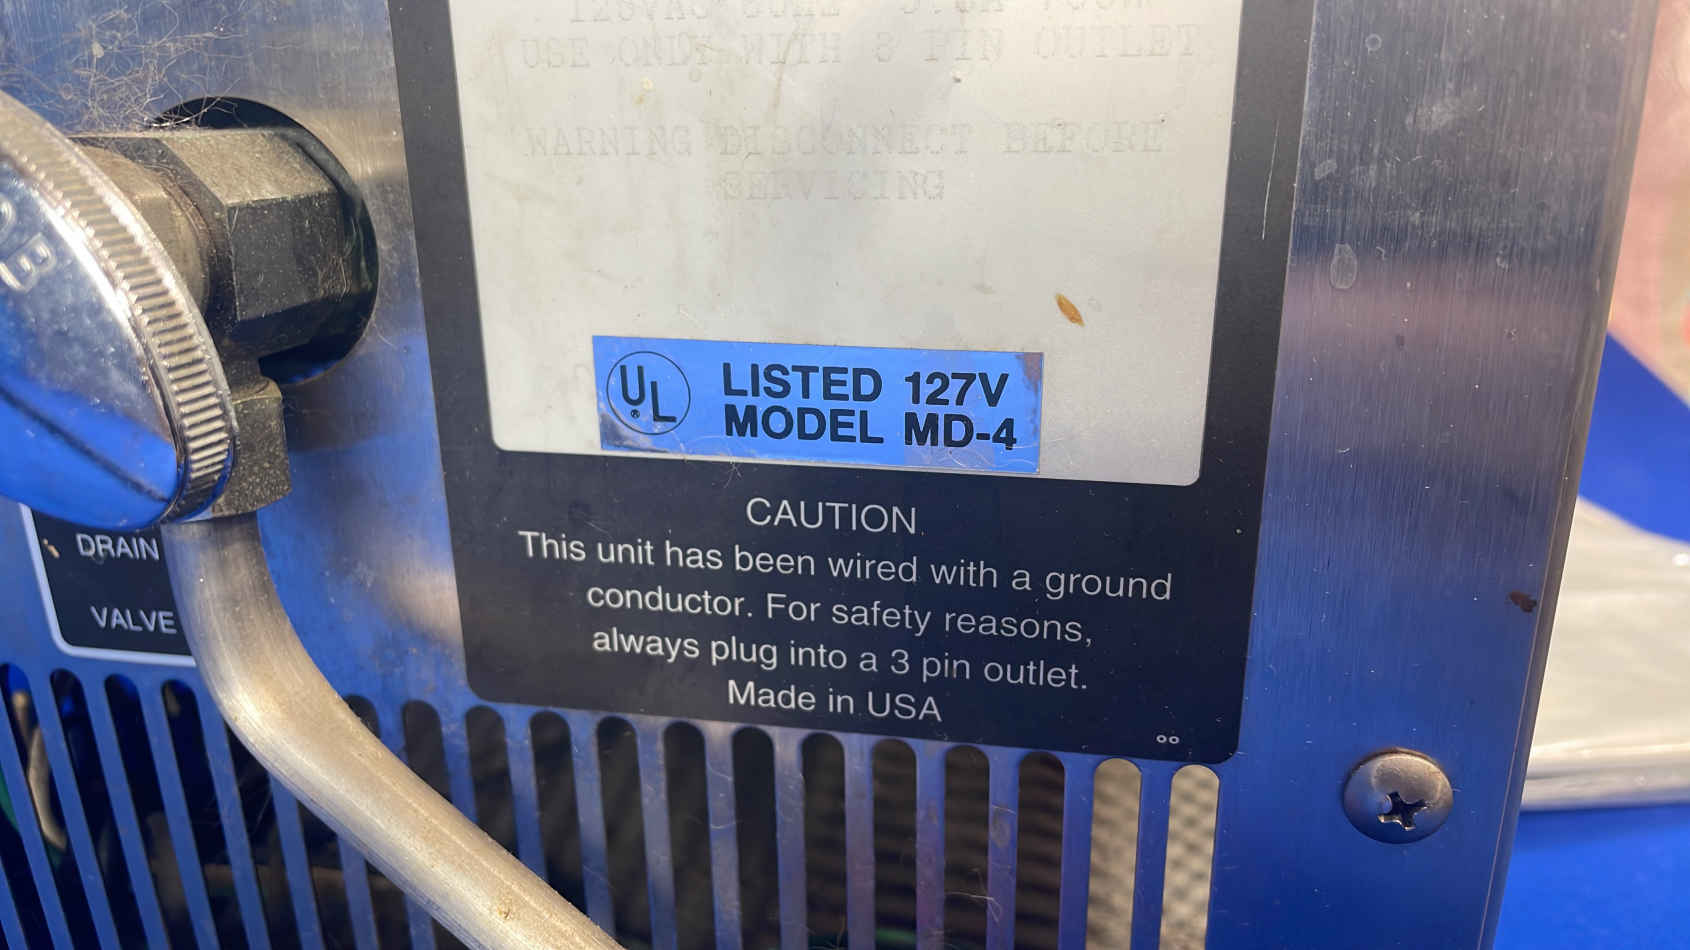 USE ONLY WITH 3 PIN OUTLET
WARNING DISCONNECT BEFORE
SERVICING
UL® LISTED 127V
MODEL MD-4
CAUTION
This unit has been wired with a ground
conductor. For safety reasons,
always plug into a 3 pin outlet.
Made in USA
DRAIN
VALVE